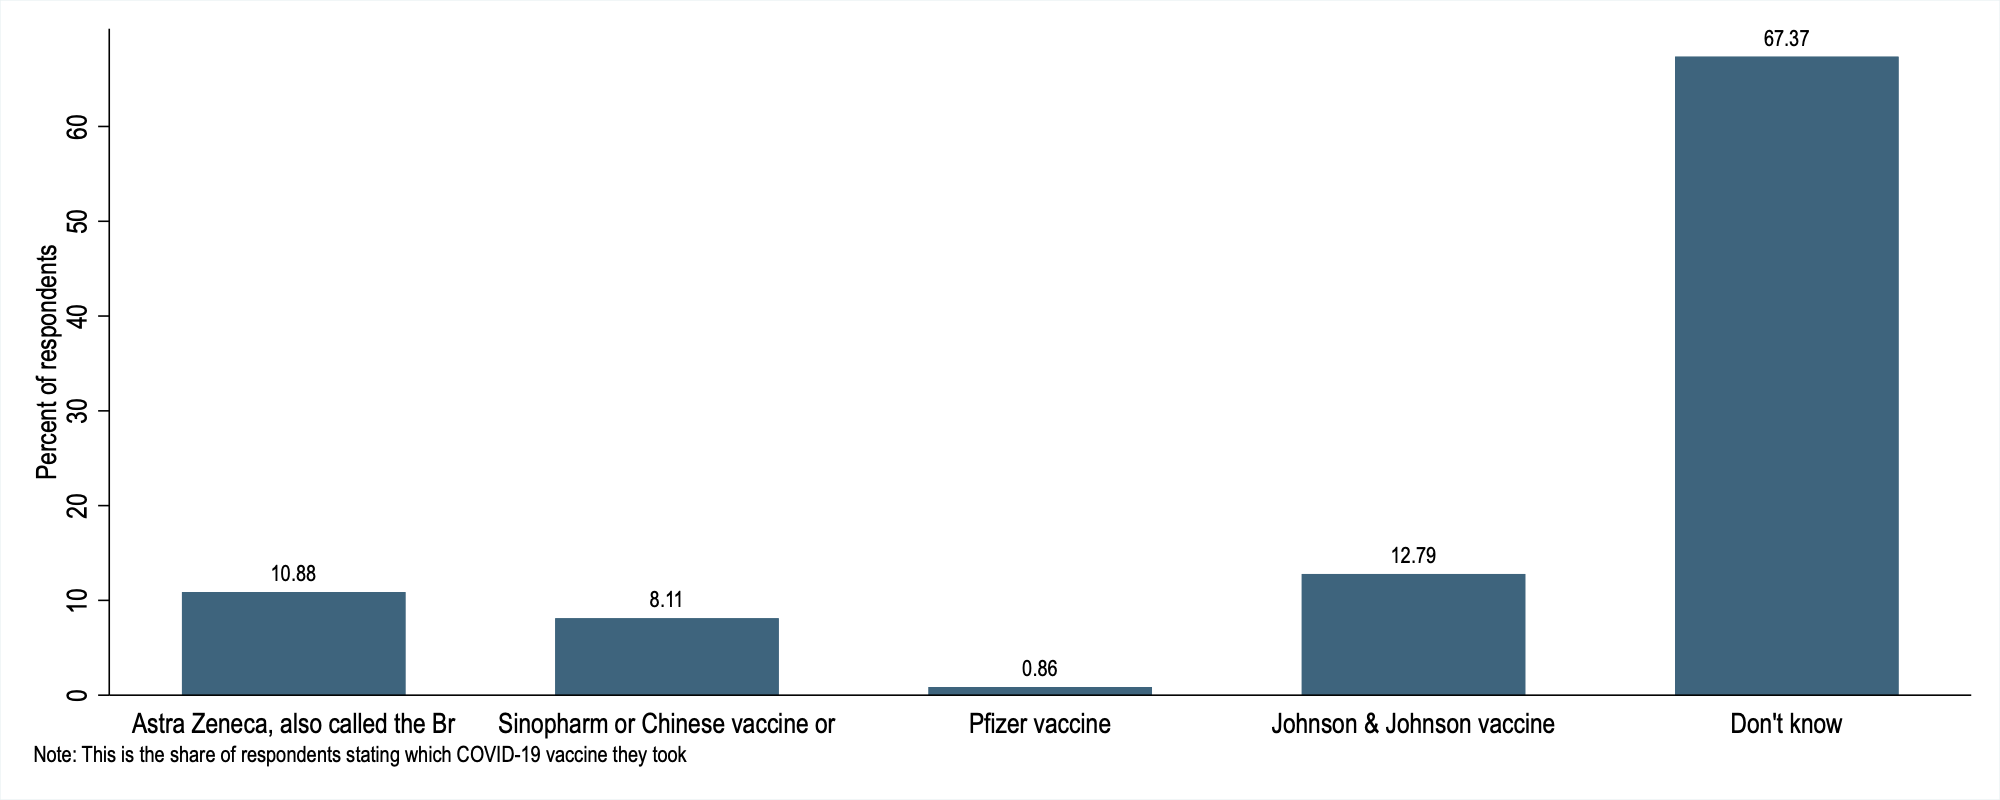 67.37
60
50
40
30
20
10
0
Percent of respondents
10.88
8.11
0.86
12.79
Astra Zeneca, also called the Br
Sinopharm or Chinese vaccine or
Pfizer vaccine
Johnson & Johnson vaccine
Don't know
Note: This is the share of respondents stating which COVID-19 vaccine they took